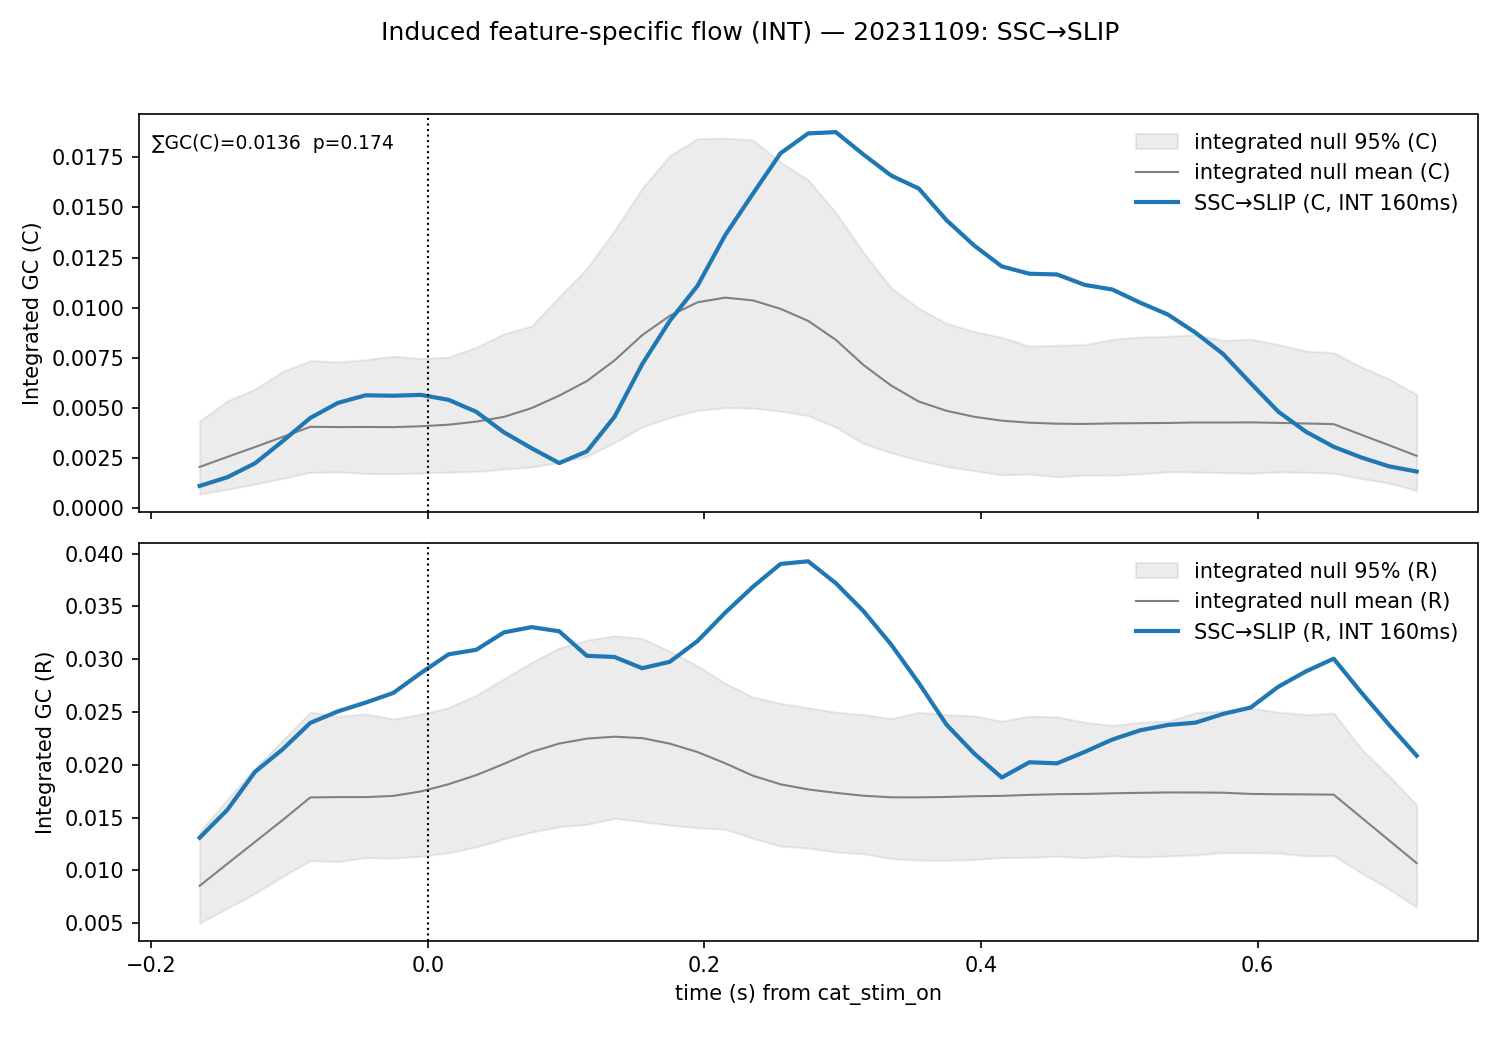 Induced feature-specific flow (INT) — 20231109: SSC→SLIP
∑GC(C)=0.0136  p=0.174
integrated null 95% (C)
integrated null mean (C)
SSC→SLIP (C, INT 160ms)
Integrated GC (C)
0.0175
0.0150
0.0125
0.0100
0.0075
0.0050
0.0025
0.0000
integrated null 95% (R)
integrated null mean (R)
SSC→SLIP (R, INT 160ms)
Integrated GC (R)
0.040
0.035
0.030
0.025
0.020
0.015
0.010
0.005
−0.2 0.0 0.2 0.4 0.6
time (s) from cat_stim_on